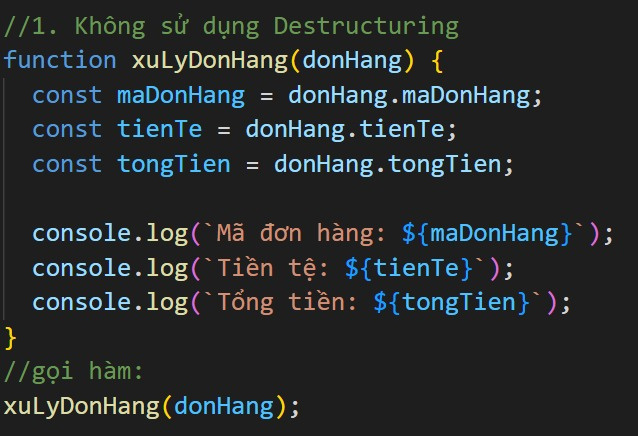 //1. Không sử dụng Destructuring
function xuLyDonHang(donHang) {
  const maDonHang = donHang.maDonHang;
  const tienTe = donHang.tienTe;
  const tongTien = donHang.tongTien;

  console.log(`Mã đơn hàng: ${maDonHang}`);
  console.log(`Tiền tệ: ${tienTe}`);
  console.log(`Tổng tiền: ${tongTien}`);
}
//gọi hàm:
xuLyDonHang(donHang);